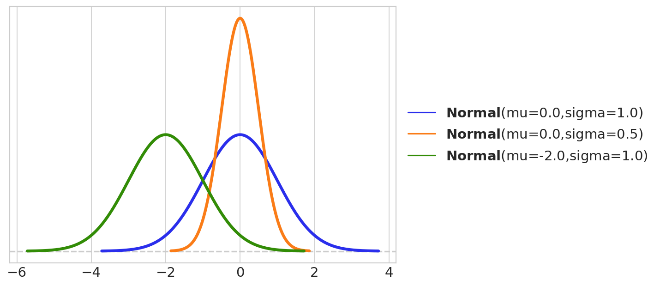 Normal(mu=0.0,sigma=1.0)
Normal(mu=0.0,sigma=0.5)
Normal(mu=-2.0,sigma=1.0)
−6 −4 −2 0 2 4